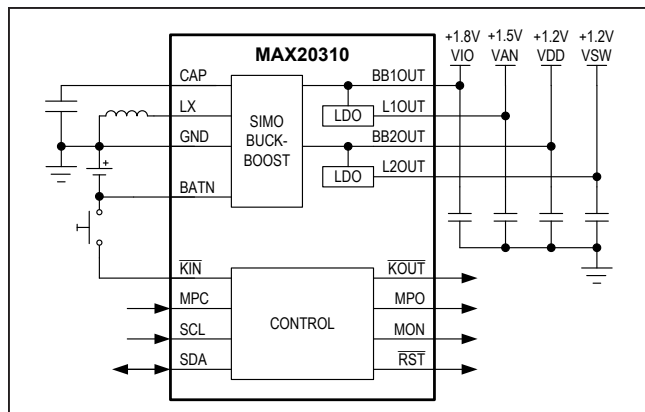 +1.8V +1.5V +1.2V +1.2V
VIO VAN VDD VSW
MAX20310
CAP
LX
GND
BATN
SIMO
BUCK-
BOOST
BB1OUT
LDO
L1OUT
BB2OUT
LDO
L2OUT
+
KIN
MPC
SCL
SDA
CONTROL
KOUT
MPO
MON
RST